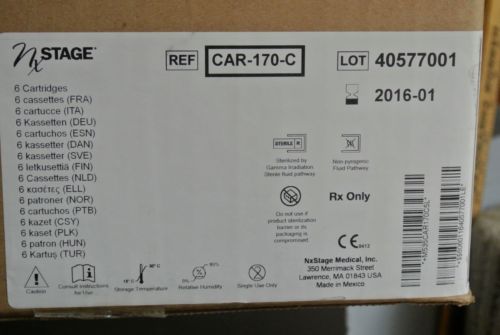 NxSTAGE®
REF CAR-170-C
LOT 40577001
2016-01
6 Cartridges
6 cassettes (FRA)
6 cartucce (ITA)
6 Kassetten (DEU)
6 cartuchos (ESN)
6 kassetter (DAN)
6 Kassetter (SVE)
6 letkusettiä (FIN)
6 Cassettes (NLD)
6 κασέτες (ELL)
6 patroner (NOR)
6 cartuchos (PTB)
6 kazet (CSY)
6 kaset (PLK)
6 patron (HUN)
6 Kartuş (TUR)
STERILE R
Sterilized by
Gamma Irradiation
Sterile fluid pathway
Non-pyrogenic
Fluid Pathway
Do not use if
product sterilization
barrier or its
packaging is
compromised
Single use only
Rx Only
CE 0413
NxStage Medical, Inc.
350 Merrimack Street
Lawrence, MA 01843 USA
Made in Mexico
Caution
Consult Instructions
for Use
Storage Temperature
Relative Humidity